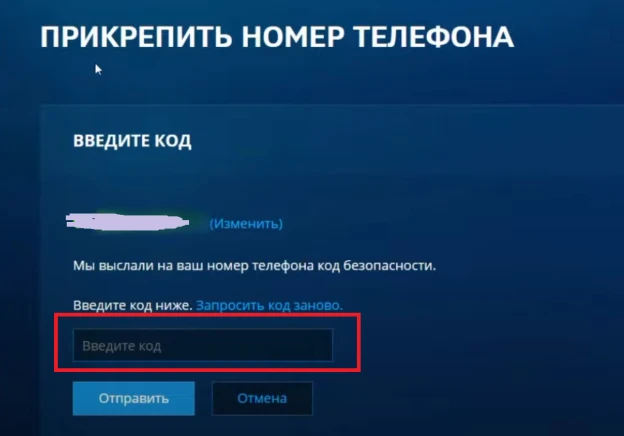 ПРИКРЕПИТЬ НОМЕР ТЕЛЕФОНА
ВВЕДИТЕ КОД
(Изменить)
Мы выслали на ваш номер телефона код безопасности.
Введите код ниже. Запросить код заново.
Введите код
Отправить Отмена